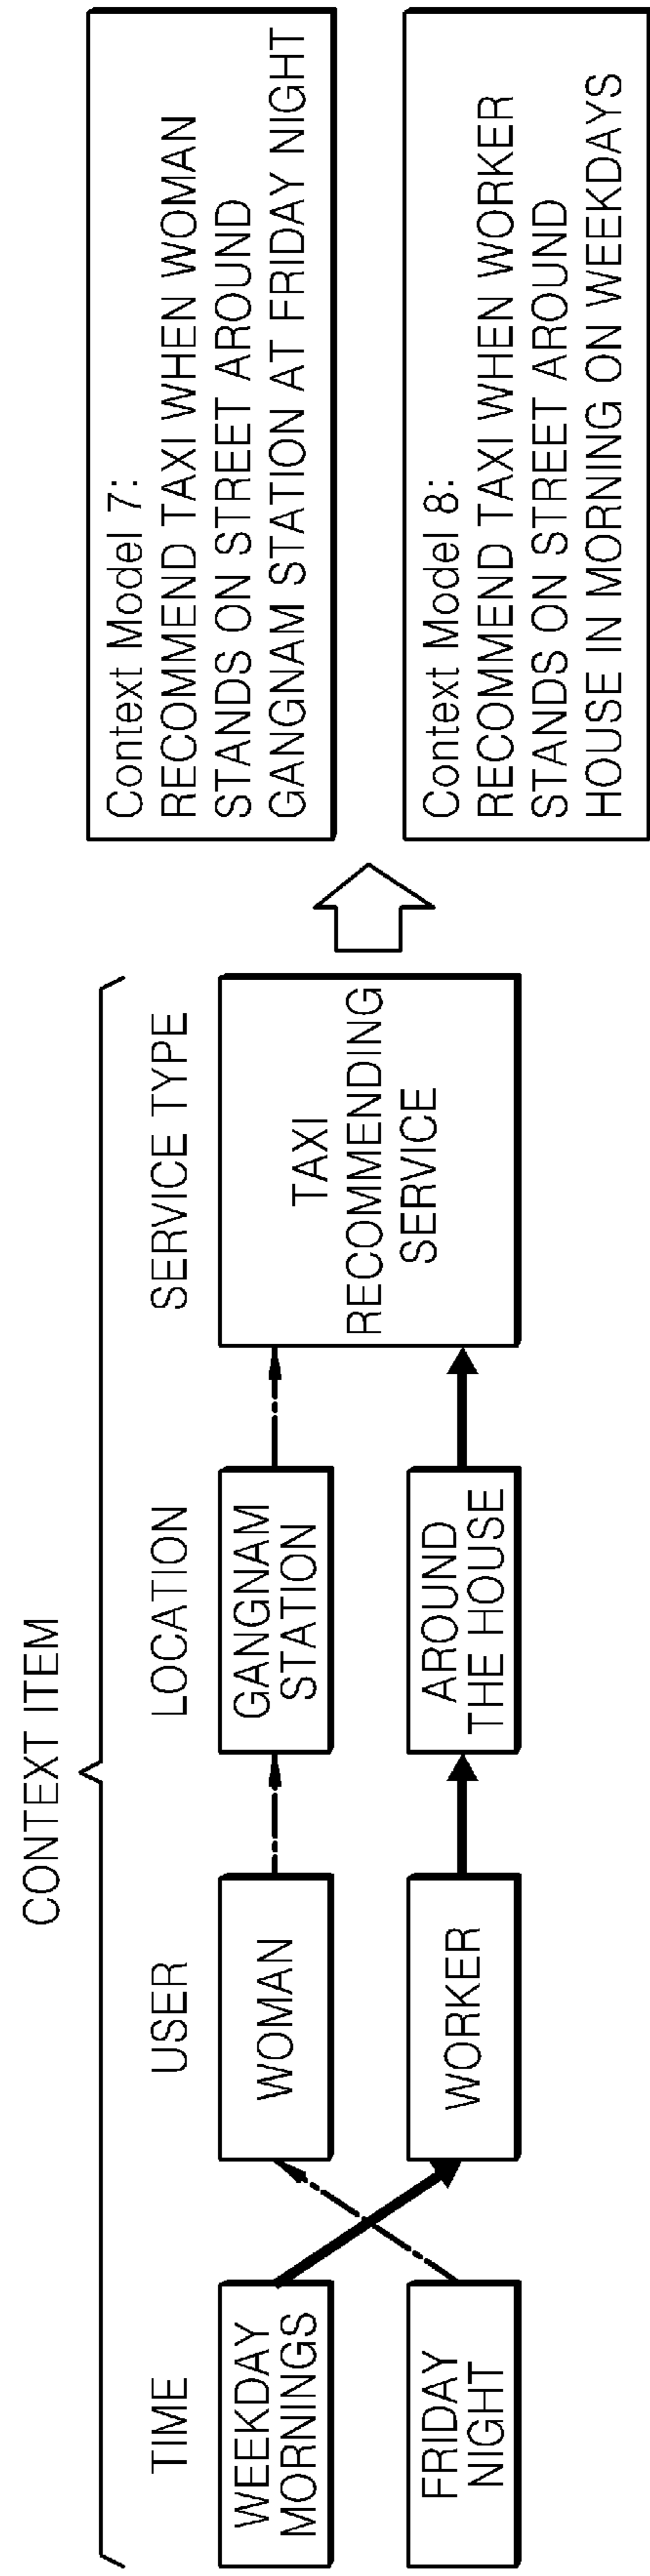 CONTEXT ITEM
TIME
USER
LOCATION
SERVICE TYPE
WEEKDAY
MORNINGS
WOMAN
GANGNAM
STATION
TAXI
RECOMMENDING
SERVICE
FRIDAY
NIGHT
WORKER
AROUND
THE HOUSE
Context Model 7:
RECOMMEND TAXI WHEN WOMAN
STANDS ON STREET AROUND
GANGNAM STATION AT FRIDAY NIGHT
Context Model 8:
RECOMMEND TAXI WHEN WORKER
STANDS ON STREET AROUND
HOUSE IN MORNING ON WEEKDAYS